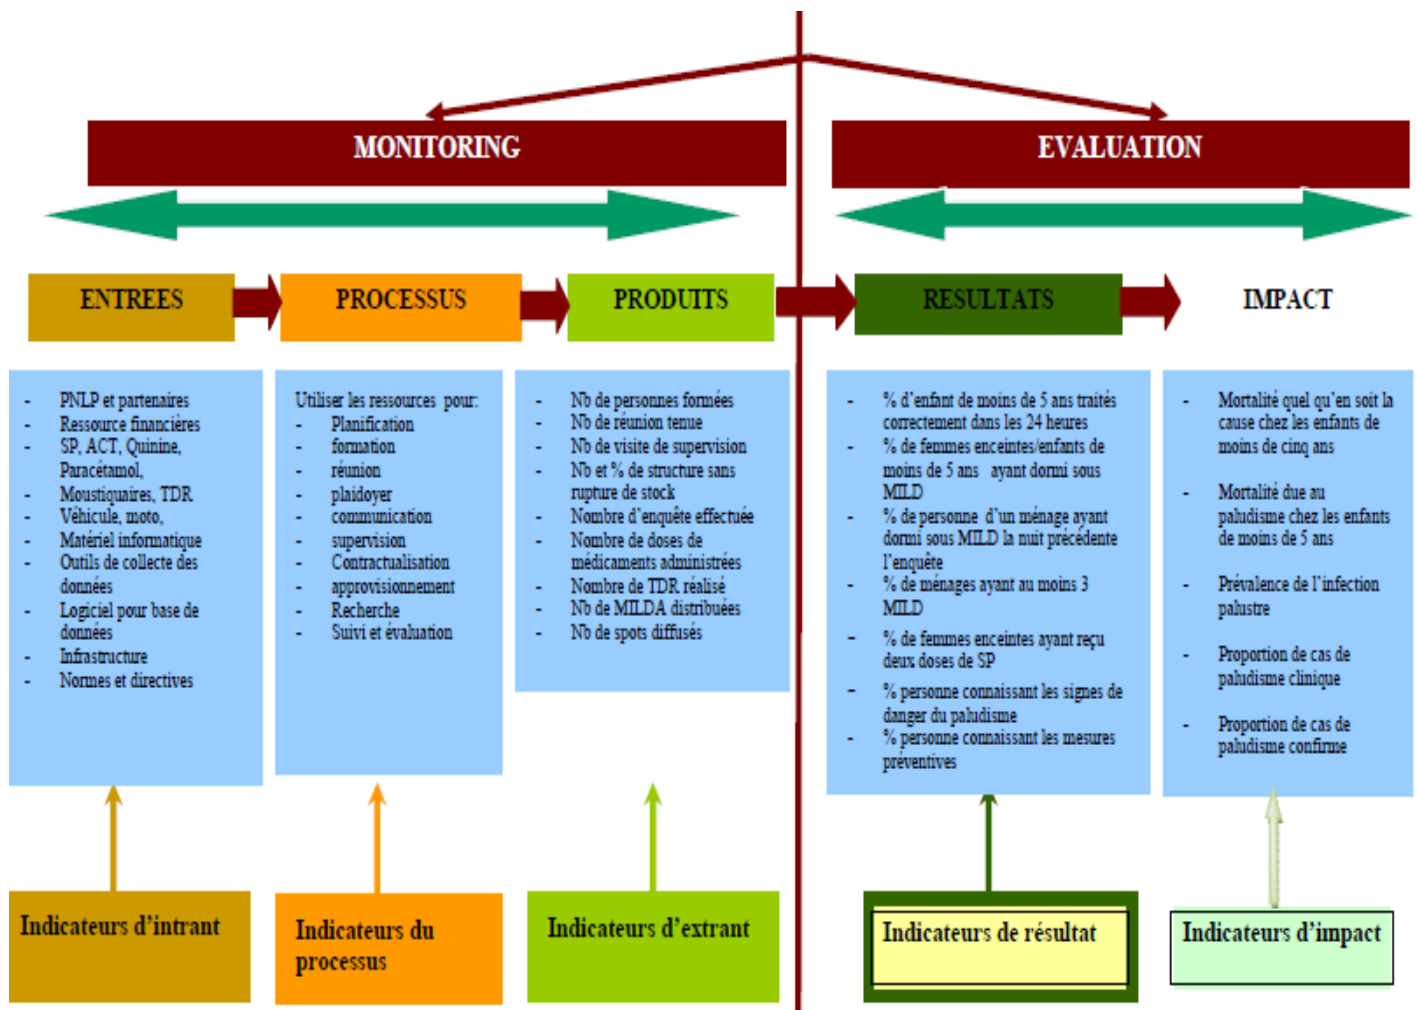 MONITORING
EVALUATION
ENTREES
PROCESSUS
PRODUITS
RESULTATS
IMPACT
- PNLP et partenaires
- Ressource financières
- SP, ACT, Quinine,
Paracétamol,
- Moustiquaires, TDR
- Véhicule, moto,
- Matériel informatique
- Outils de collecte des
données
- Logiciel pour base de
données
- Infrastructure
- Normes et directives
Utiliser les ressources pour:
- Planification
- formation
- réunion
- plaidoyer
- communication
- supervision
- Contractualisation
- approvisionnement
- Recherche
- Suivi et évaluation
- Nb de personnes formées
- Nb de réunion tenue
- Nb de visite de supervision
- Nb et % de structure sans
rupture de stock
- Nombre d'enquête effectuée
- Nombre de doses de
médicaments administrées
- Nombre de TDR réalisé
- Nb de MILDA distribuées
- Nb de spots diffusés
- % d'enfant de moins de 5 ans traités
correctement dans les 24 heures
- % de femmes enceintes/enfants de
moins de 5 ans ayant dormi sous
MILD
- % de personne d'un ménage ayant
dormi sous MILD la nuit précédente
l'enquête
- % de ménages ayant au moins 3
MILD
- % de femmes enceintes ayant reçu
deux doses de SP
- % personne connaissant les signes de
danger du paludisme
- % personne connaissant les mesures
préventives
- Mortalité quel qu'en soit la
cause chez les enfants de
moins de cinq ans
- Mortalité due au
paludisme chez les enfants
de moins de 5 ans
- Prévalence de l'infection
palustre
- Proportion de cas de
paludisme clinique
- Proportion de cas de
paludisme confirme
Indicateurs d'intrant
Indicateurs du
processus
Indicateurs d'extrant
Indicateurs de résultat
Indicateurs d'impact